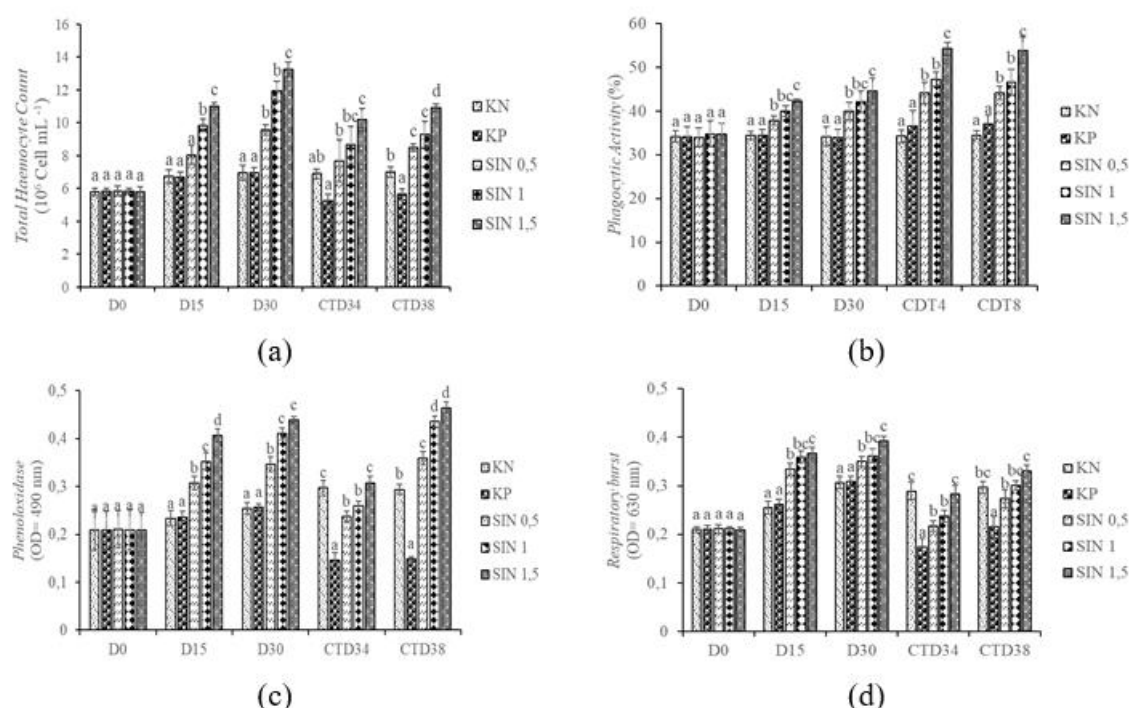 Total Haemocyte Count
(10⁶ Cell mL ⁻¹)
16
14
12
10
8
6
4
2
0
a a a a a
a a a b c
a a b b c
ab a b bc c
b a c c d
D0 D15 D30 CTD34 CTD38
KN
KP
SIN 0,5
SIN 1
SIN 1,5
(a)
Phagocytic Activity (%)
60
50
40
30
20
10
0
a a a a a
a a b bc c
a a b bc c
a a b b c
a a b b c
D0 D15 D30 CDT4 CDT8
KN
KP
SIN 0,5
SIN 1
SIN 1,5
(b)
Phenoloxidase
(OD= 490 nm)
0,5
0,4
0,3
0,2
0,1
0
a a a a a
a a b c d
a a b c c
c a b b c
b a c d d
D0 D15 D30 CTD34 CTD38
KN
KP
SIN 0,5
SIN 1
SIN 1,5
(c)
Respiratory burst
(OD= 630 nm)
0,5
0,4
0,3
0,2
0,1
0
a a a a a
a a b bc c
a a b bc c
c a b b c
bc a b bc c
D0 D15 D30 CTD34 CTD38
KN
KP
SIN 0,5
SIN 1
SIN 1,5
(d)